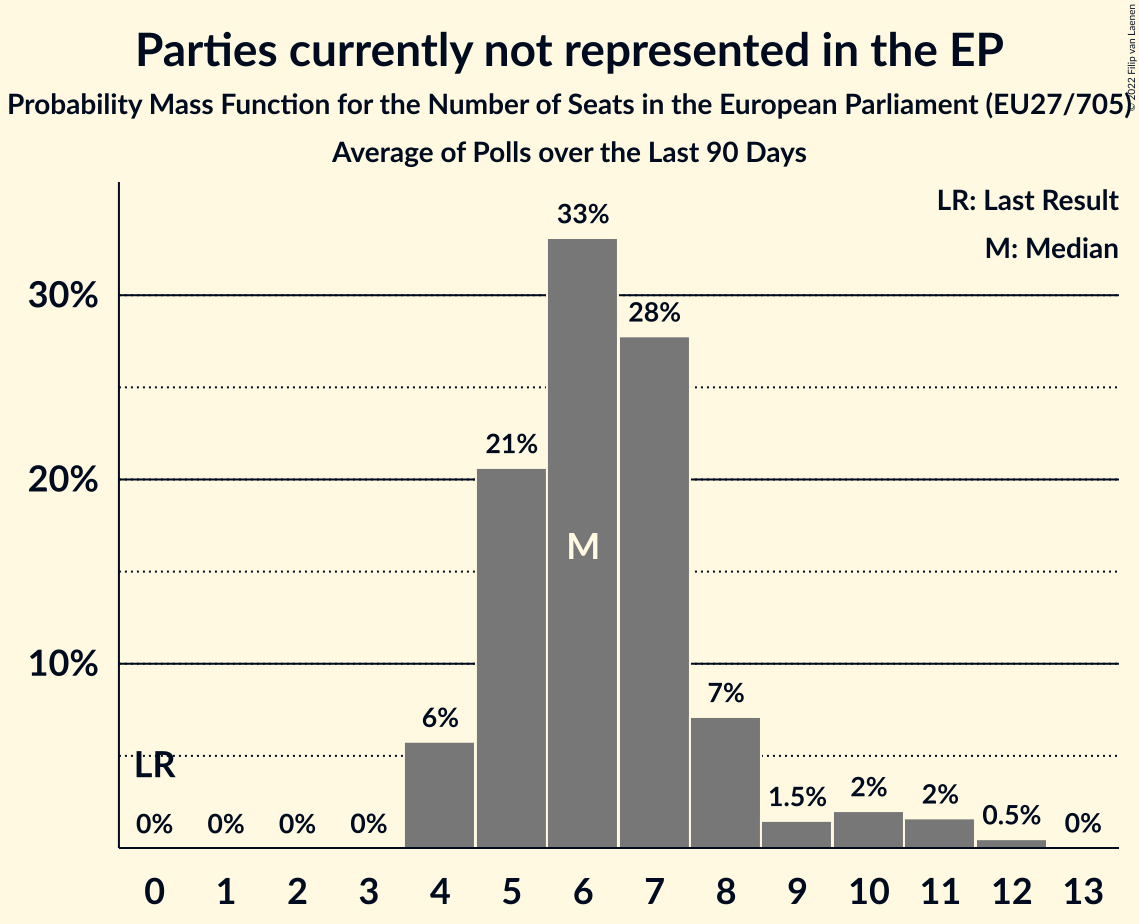 Parties currently not represented in the EP
Probability Mass Function for the Number of Seats in the European Parliament (EU27/705)
Average of Polls over the Last 90 Days
© 2022 Filip van Laenen
LR: Last Result
M: Median
33%
30%
28%
21%
20%
M
10%
7%
6%
LR
2%
2%
1.5%
0.5%
0% 0% 0% 0% 0%
0 1 2 3 4 5 6 7 8 9 10 11 12 13